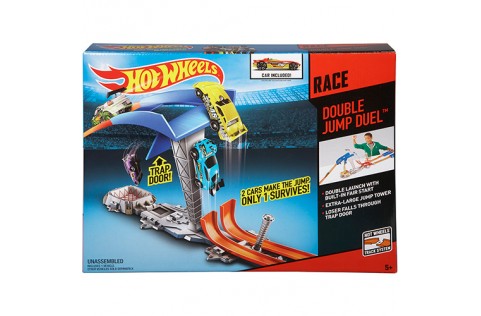 HOT WHEELS
CAR INCLUDED!
RACE
DOUBLE
JUMP DUEL™
TRAP
DOOR!
2 CARS MAKE THE JUMP,
ONLY 1 SURVIVES!
• DOUBLE LAUNCH WITH
BUILT-IN FAIR START
• EXTRA-LARGE JUMP TOWER
• LOSER FALLS THROUGH
TRAP DOOR
HOT WHEELS
TRACK SYSTEM
UNASSEMBLED
5+